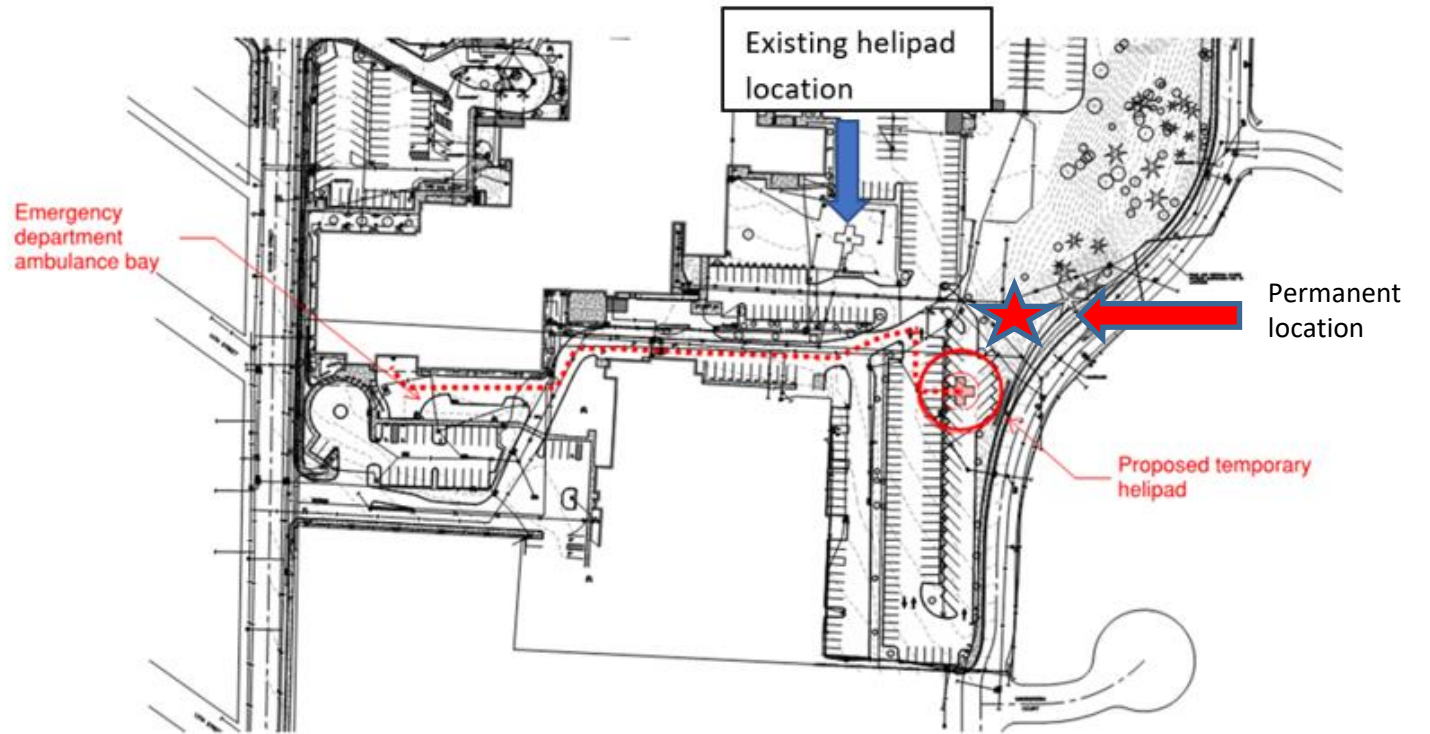 Existing helipad
location
Emergency
department
ambulance bay
Permanent
location
Proposed temporary
helipad